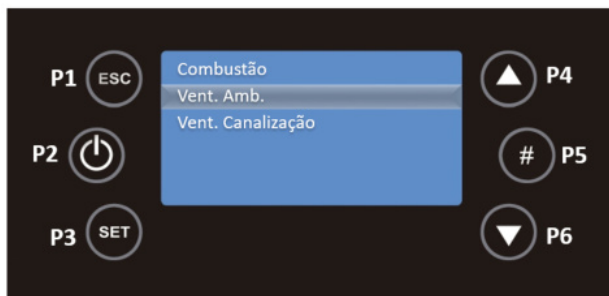 P1 ESC
Combustão
Vent. Amb.
Vent. Canalização
P4
P2
# P5
P3 SET
P6